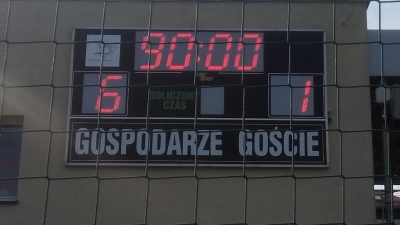 90:00
6 1
DOLICZONY
CZAS
GOSPODARZE GOŚCIE